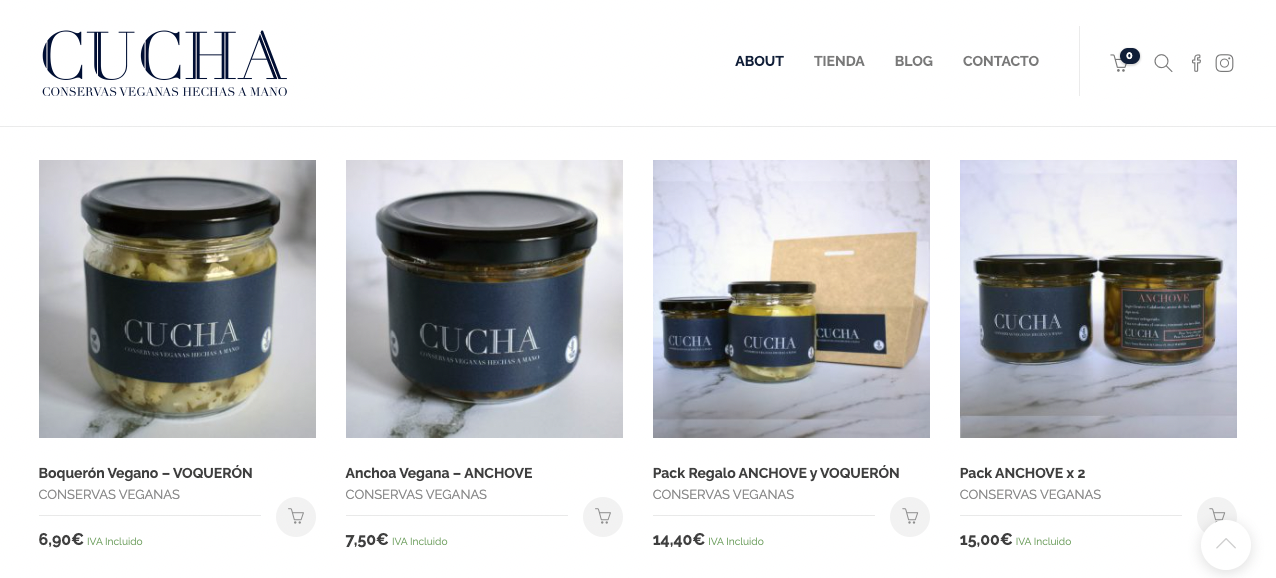 CUCHA
CONSERVAS VEGANAS HECHAS A MANO
ABOUT TIENDA BLOG CONTACTO 0
CUCHA
CONSERVAS VEGANAS HECHAS A MANO
CUCHA
CONSERVAS VEGANAS HECHAS A MANO
CUCHA
CUCHA
CUCHA
CUCHA
ANCHOVE
CUCHA
Boquerón Vegano – VOQUERÓN
CONSERVAS VEGANAS
6,90€ IVA Incluido
Anchoa Vegana – ANCHOVE
CONSERVAS VEGANAS
7,50€ IVA Incluido
Pack Regalo ANCHOVE y VOQUERÓN
CONSERVAS VEGANAS
14,40€ IVA Incluido
Pack ANCHOVE x 2
CONSERVAS VEGANAS
15,00€ IVA Incluido